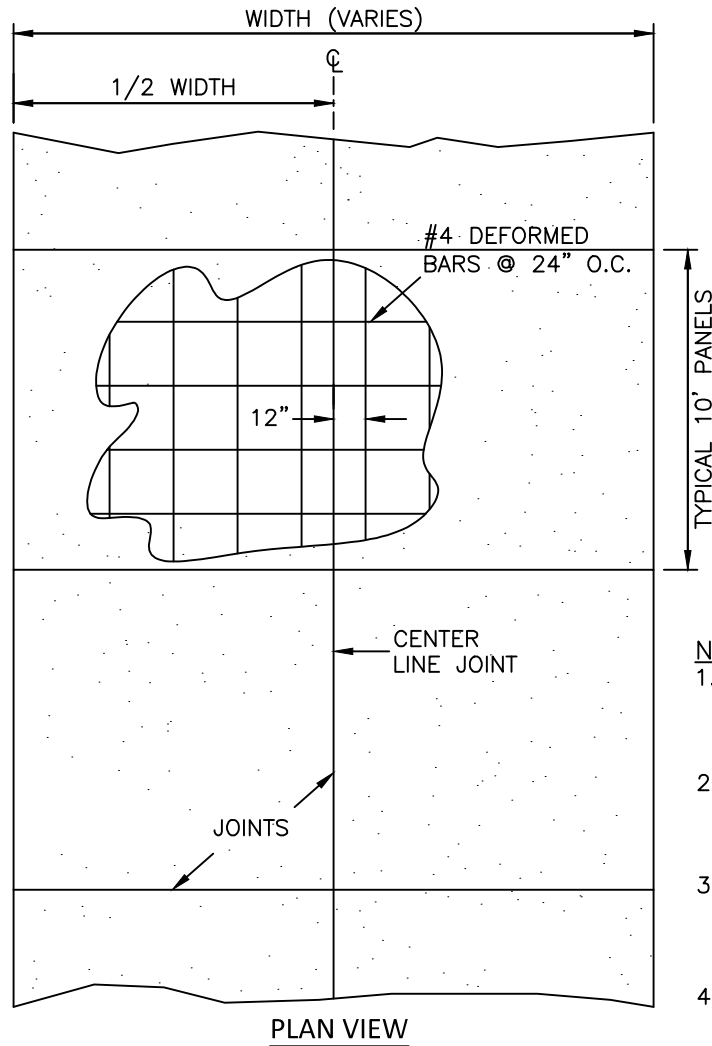 WIDTH (VARIES)
℄
1/2 WIDTH
#4 DEFORMED
BARS @ 24" O.C.
12"
TYPICAL 10' PANELS
CENTER
LINE JOINT
N
1.
2
JOINTS
3
4
PLAN VIEW